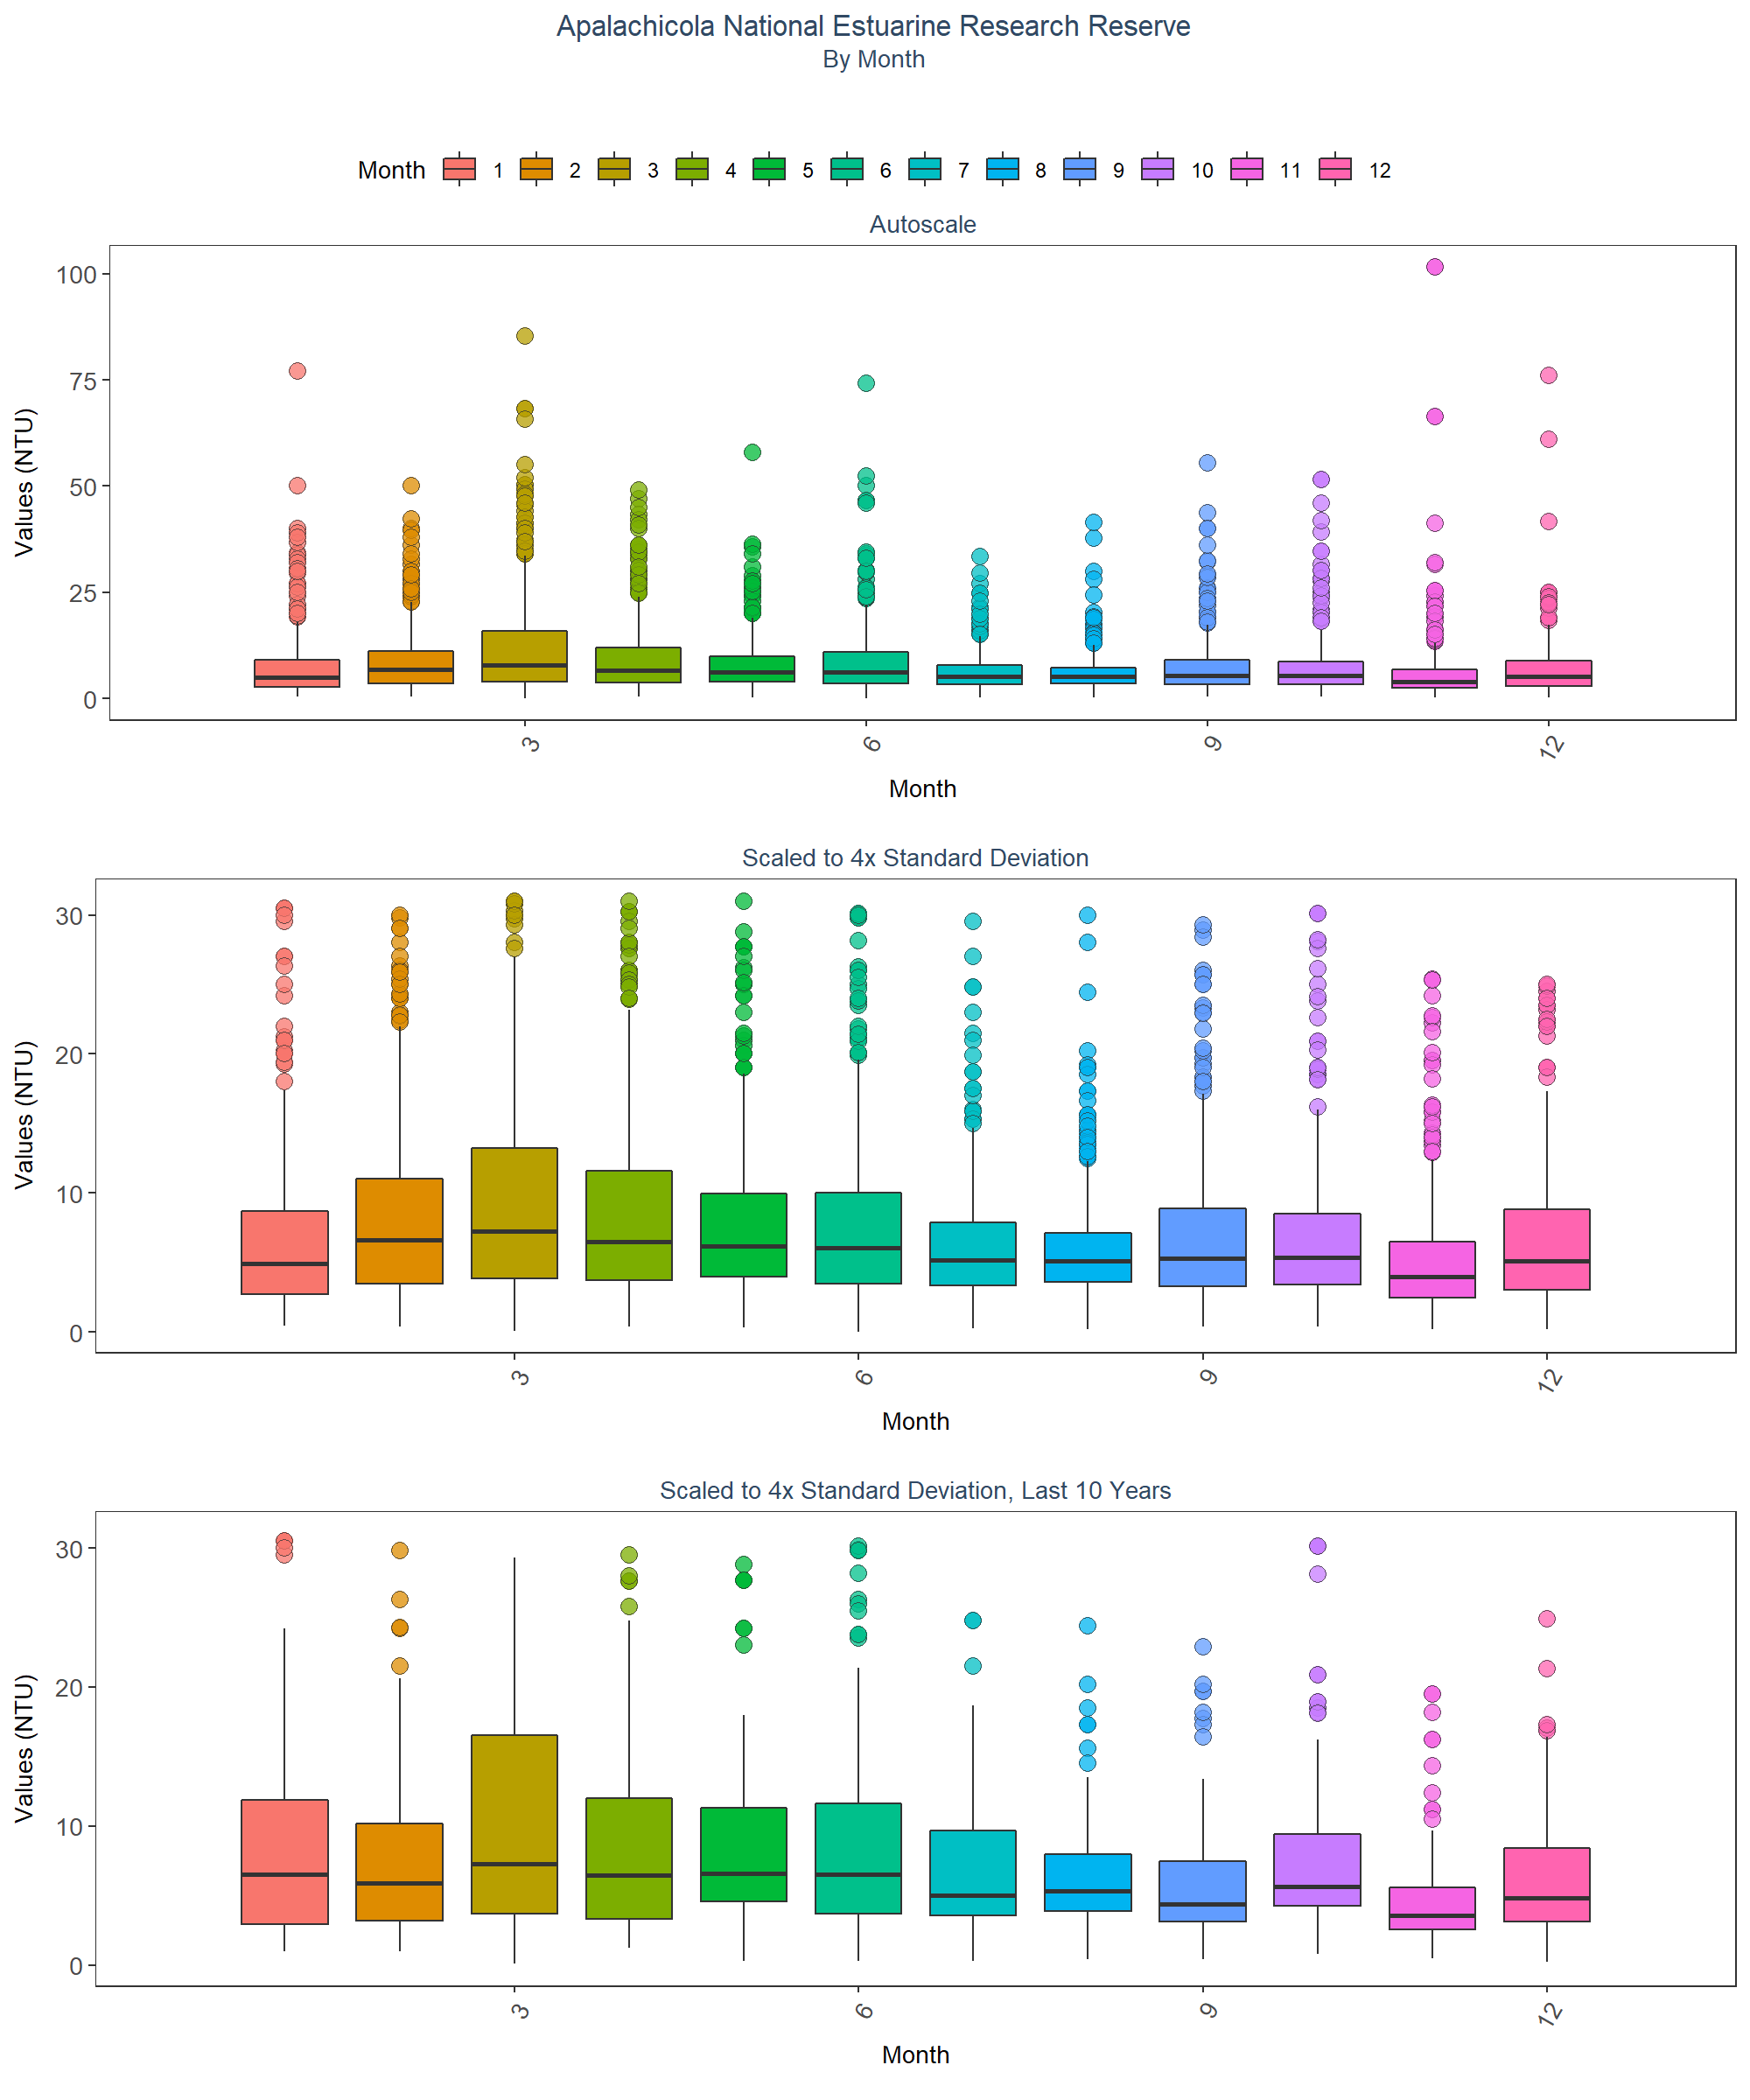 Apalachicola National Estuarine Research Reserve
By Month
Month 1 2 3 4 5 6 7 8 9 10 11 12
Autoscale
Values (NTU)
100
75
50
25
0
3 6 9 12
Month
Scaled to 4x Standard Deviation
Values (NTU)
30
20
10
0
3 6 9 12
Month
Scaled to 4x Standard Deviation, Last 10 Years
Values (NTU)
30
20
10
0
3 6 9 12
Month